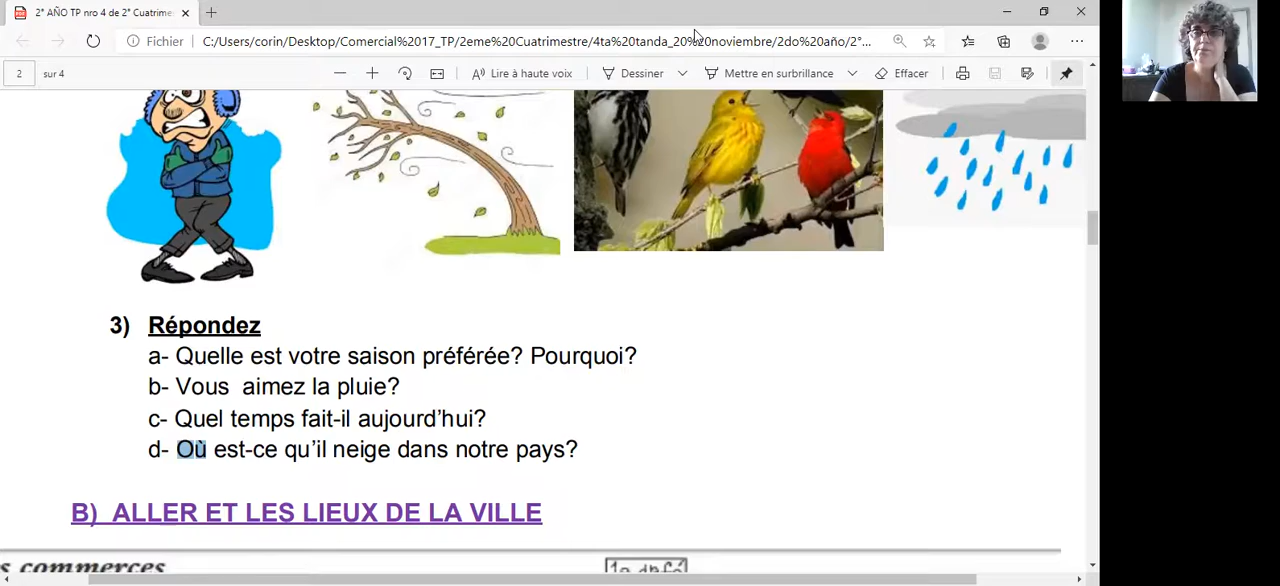 2° AÑO TP nro 4 de 2° Cuatrime
Fichier
C:/Users/corin/Desktop/Comercial%2017_TP/2eme%20Cuatrimestre/4ta%20tanda_20%20noviembre/2do%20año/2°...
2 sur 4
Lire à haute voix
Dessiner
Mettre en surbrillance
Effacer
3) Répondez
a- Quelle est votre saison préférée? Pourquoi?
b- Vous aimez la pluie?
c- Quel temps fait-il aujourd'hui?
d- Où est-ce qu'il neige dans notre pays?
B) ALLER ET LES LIEUX DE LA VILLE
s commerces